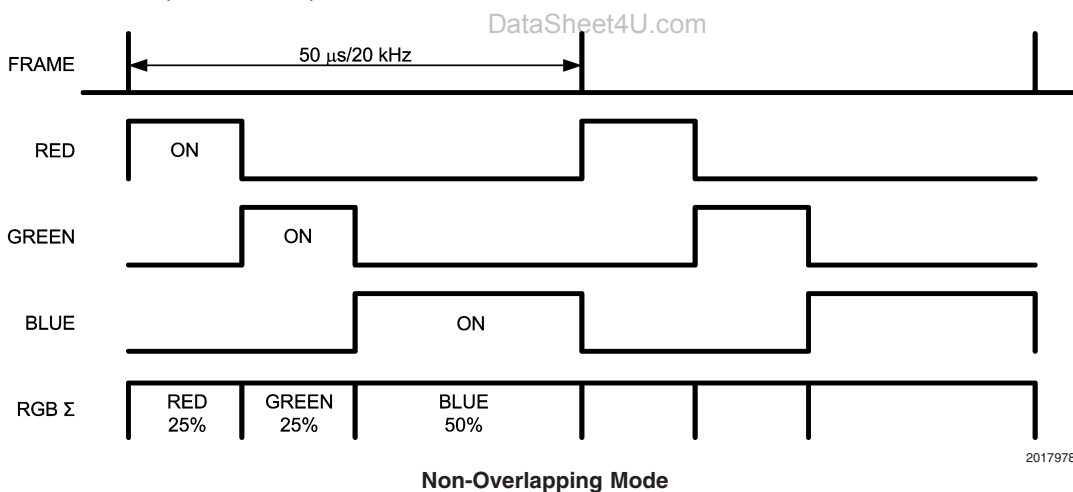 DataSheet4U.com
FRAME
50 μs/20 kHz
RED
ON
GREEN
ON
BLUE
ON
RGB Σ
RED
25%
GREEN
25%
BLUE
50%
2017978
Non-Overlapping Mode